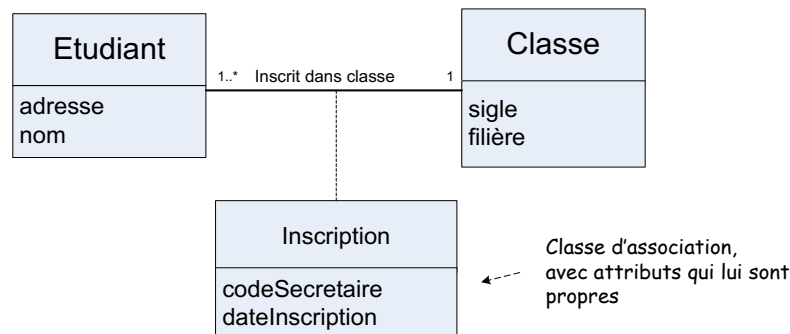 Etudiant
adresse
nom
1..* Inscrit dans classe 1
Classe
sigle
filière
Inscription
codeSecretaire
dateInscription
Classe d'association,
avec attributs qui lui sont
propres